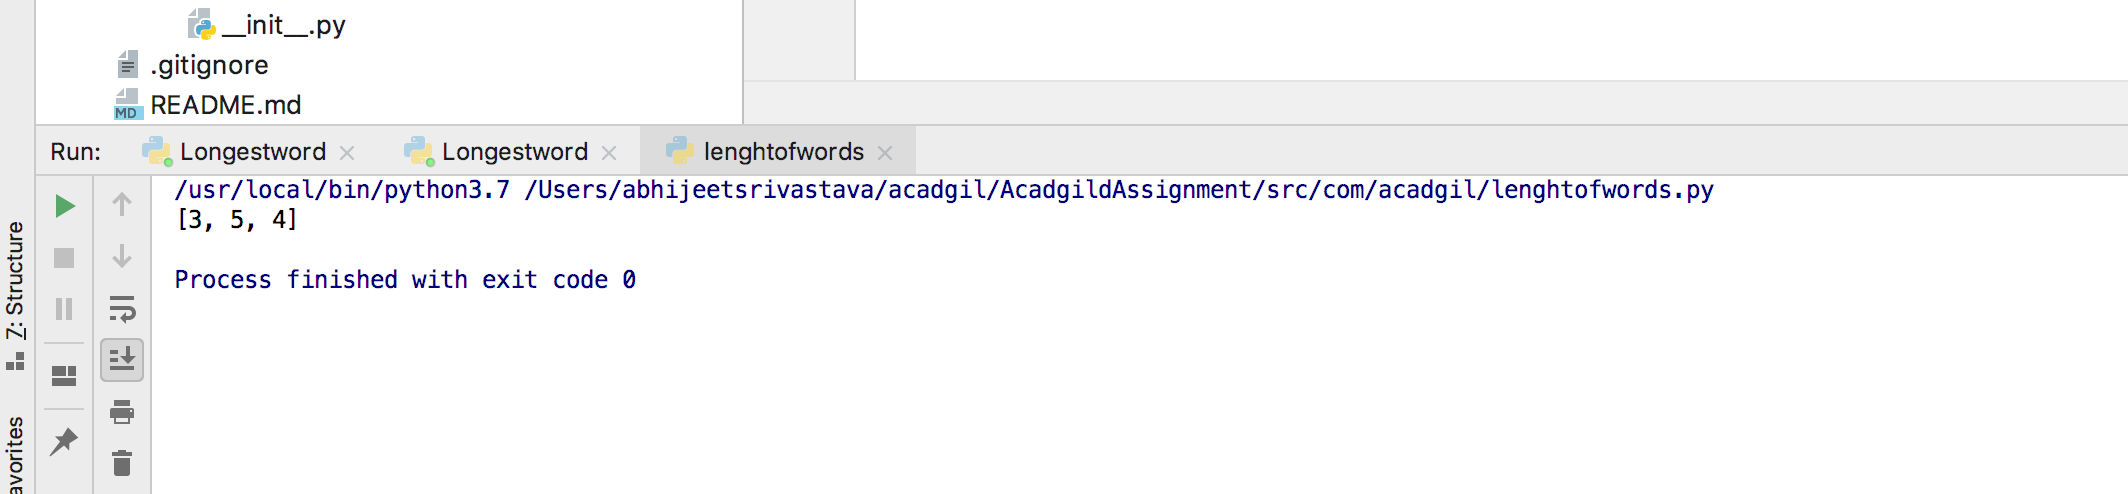 __init__.py
.gitignore
MD README.md
Run: Longestword Longestword lenghtofwords
/usr/local/bin/python3.7 /Users/abhijeetsrivastava/acadgil/AcadgildAssignment/src/com/acadgil/lenghtofwords.py
[3, 5, 4]
Process finished with exit code 0
7: Structure
avorites